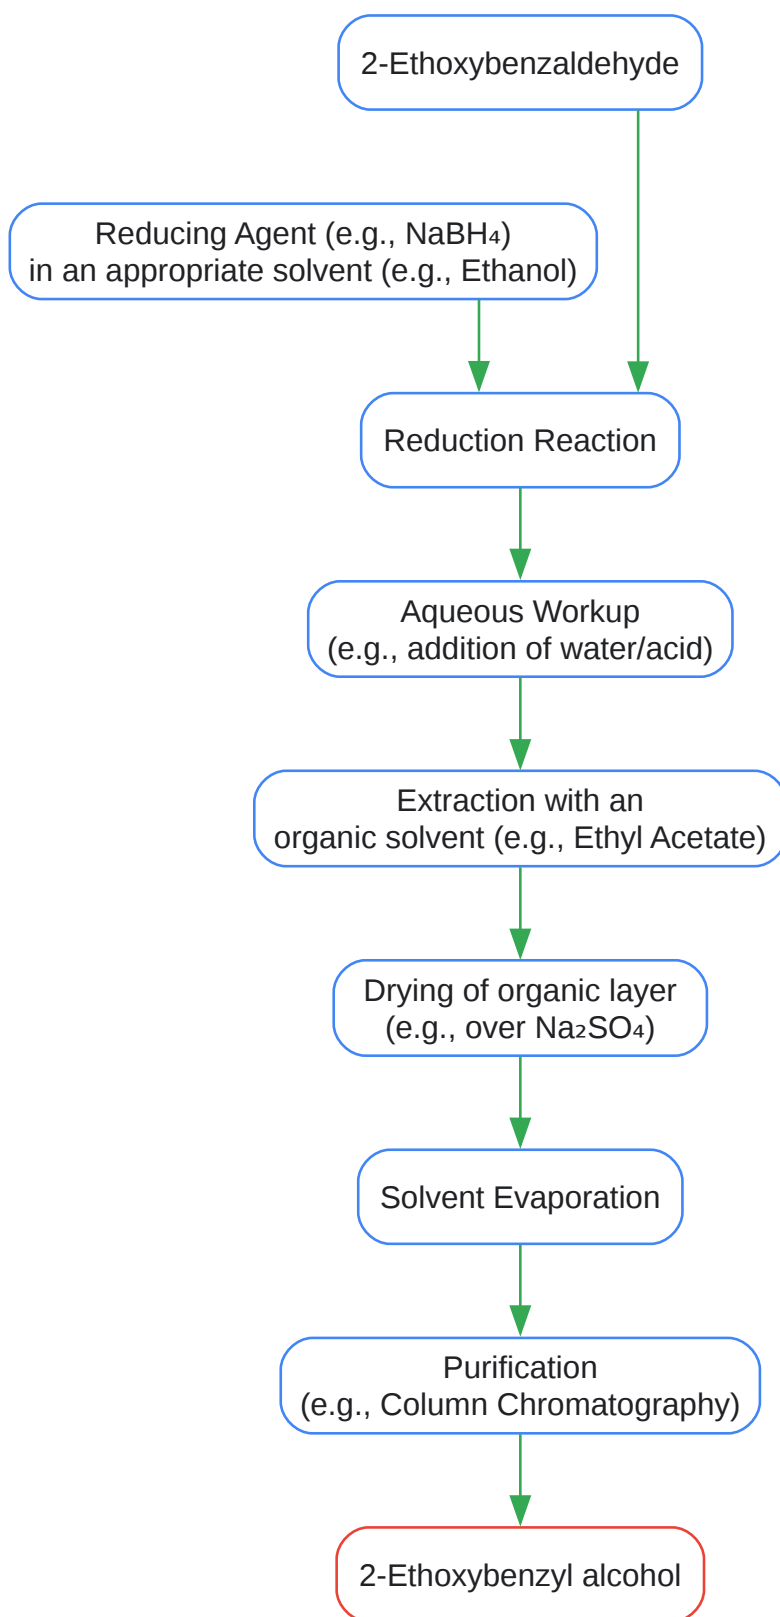 2-Ethoxybenzaldehyde
Reducing Agent (e.g., NaBH₄)
in an appropriate solvent (e.g., Ethanol)
Reduction Reaction
Aqueous Workup
(e.g., addition of water/acid)
Extraction with an
organic solvent (e.g., Ethyl Acetate)
Drying of organic layer
(e.g., over Na₂SO₄)
Solvent Evaporation
Purification
(e.g., Column Chromatography)
2-Ethoxybenzyl alcohol